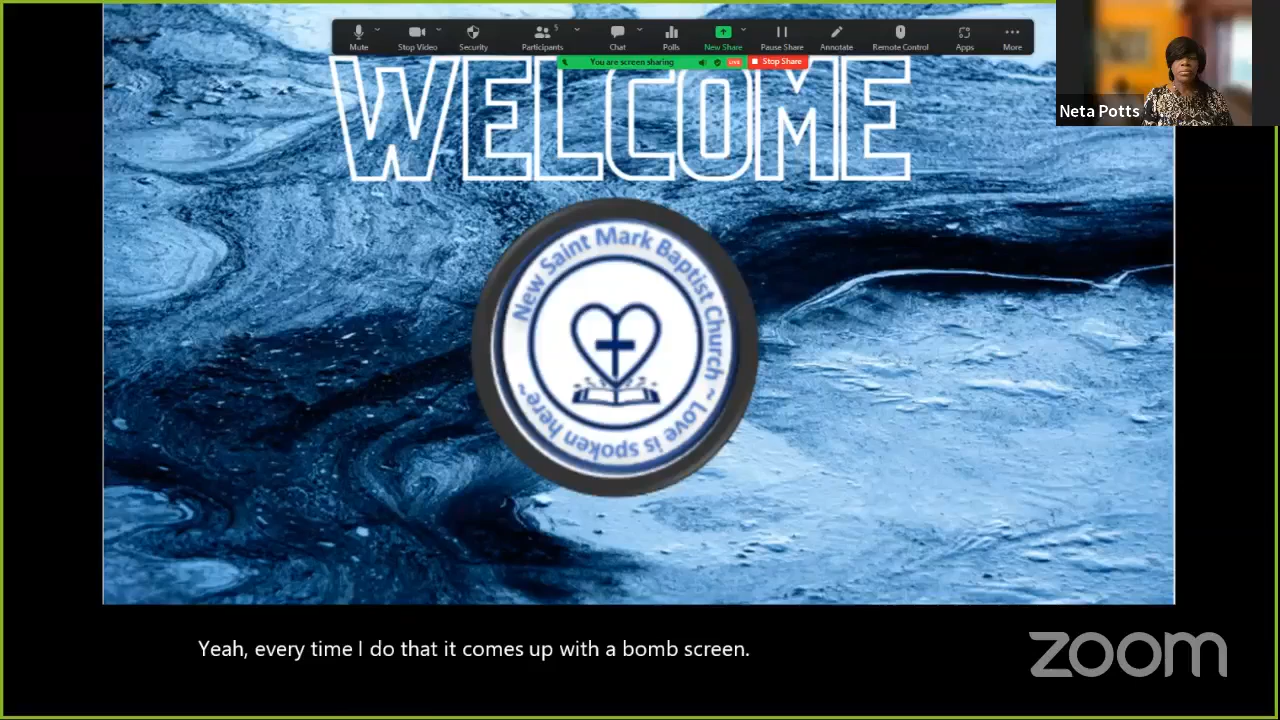 5
Mute
Stop Video
Security
Participants
Chat
Polls
New Share
Pause Share
Annotate
Remote Control
Apps
More
You are screen sharing
LIVE
Stop Share
Neta Potts
WELCOME
New Saint Mark Baptist Church ~ Love is spoken here ~
Yeah, every time I do that it comes up with a bomb screen.
zoom